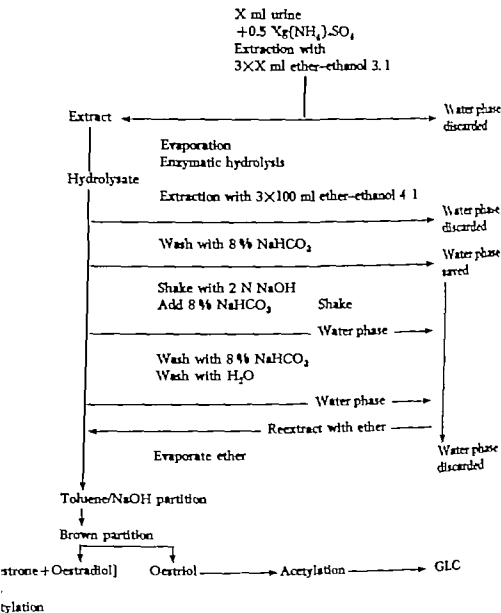 X ml urine
+0.5 Xg(NH₄)₂SO₄
Extraction with
3×X ml ether–ethanol 3.1
Extract
Water phase
discarded
Evaporation
Enzymatic hydrolysis
Hydrolysate
Extraction with 3×100 ml ether–ethanol 4 1
Water phase
discarded
Wash with 8% NaHCO₃
Water phase
saved
Shake with 2 N NaOH
Add 8% NaHCO₃ Shake
Water phase
Wash with 8% NaHCO₃
Wash with H₂O
Water phase
Reextract with ether
Water phase
discarded
Evaporate ether
Toluene/NaOH partition
Brown partition
strone+Oestradiol] Oestriol Acetylation GLC
tylation